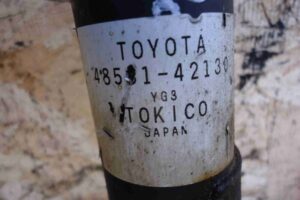 TOYOTA
48531-42130
YG3
TOKICO
JAPAN